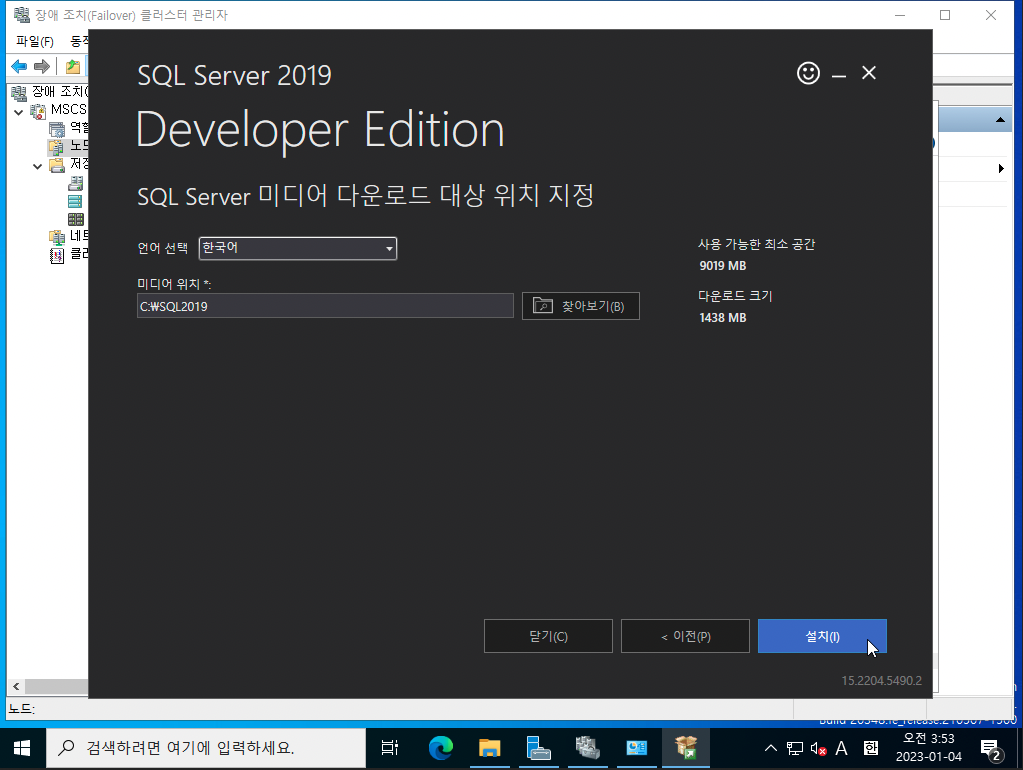 장애 조치(Failover) 클러스터 관리자
파일(F) 동작
SQL Server 2019
Developer Edition
SQL Server 미디어 다운로드 대상 위치 지정
언어 선택 한국어
미디어 위치 *:
C:₩SQL2019
찾아보기(B)
사용 가능한 최소 공간
9019 MB
다운로드 크기
1438 MB
장애 조치(
MSCS
역할
노드
저장
네트
클러
닫기(C)
< 이전(P)
설치(I)
15.2204.5490.2
노드:
Build 20348.fe_release.210507-1500
검색하려면 여기에 입력하세요.
A 한
오전 3:53
2023-01-04
2